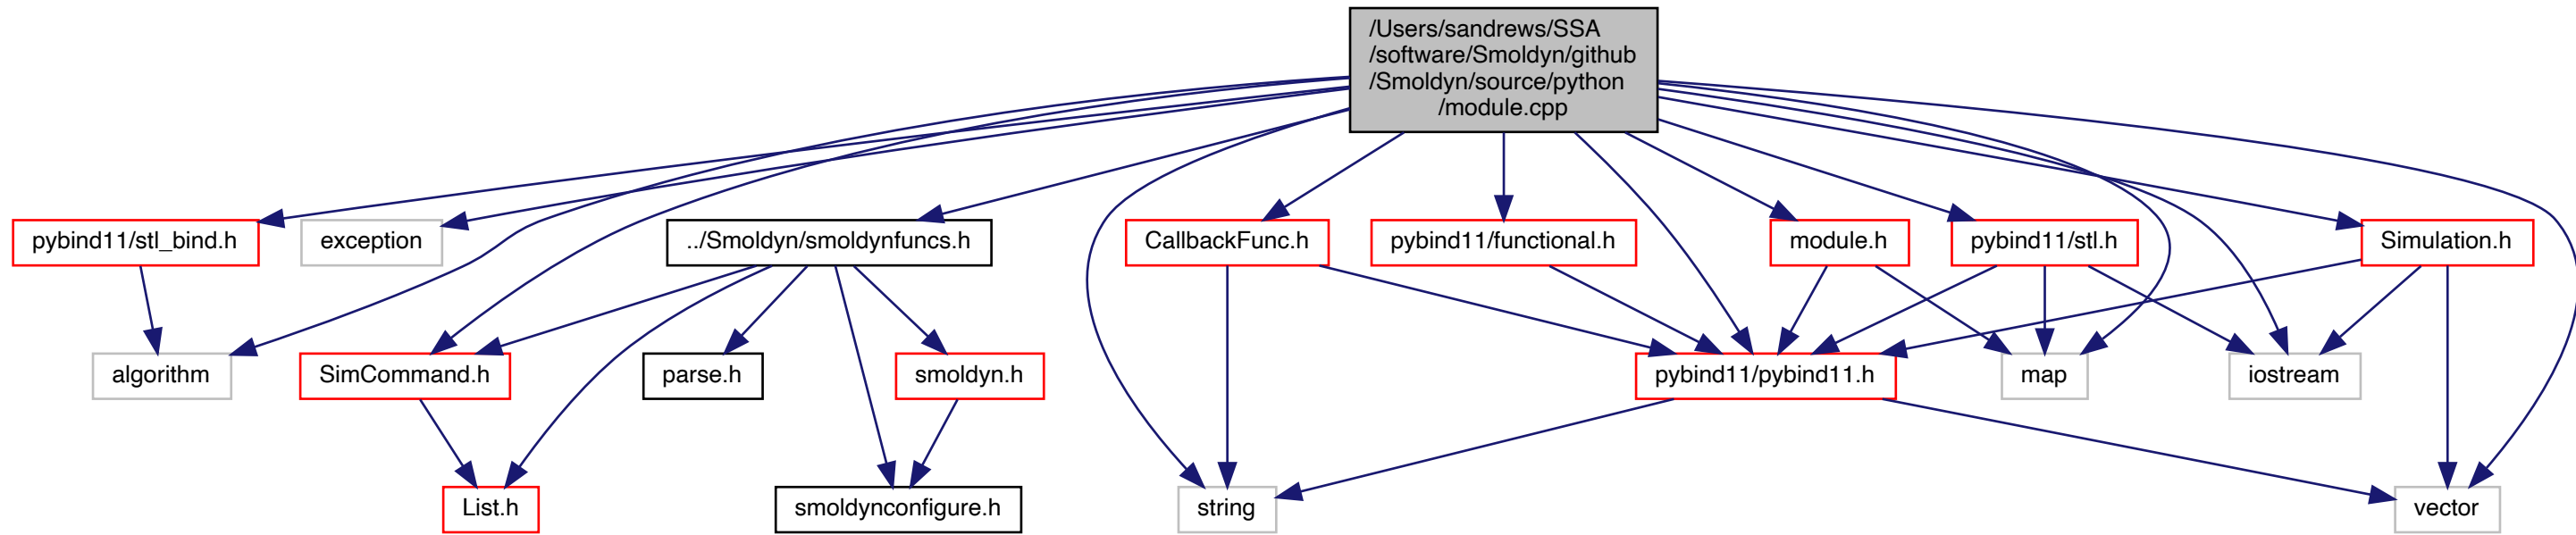 /Users/sandrews/SSA
/software/Smoldyn/github
/Smoldyn/source/python
/module.cpp
pybind11/stl_bind.h
exception
../Smoldyn/smoldynfuncs.h
CallbackFunc.h
pybind11/functional.h
module.h
pybind11/stl.h
Simulation.h
algorithm
SimCommand.h
parse.h
smoldyn.h
pybind11/pybind11.h
map
iostream
List.h
smoldynconfigure.h
string
vector